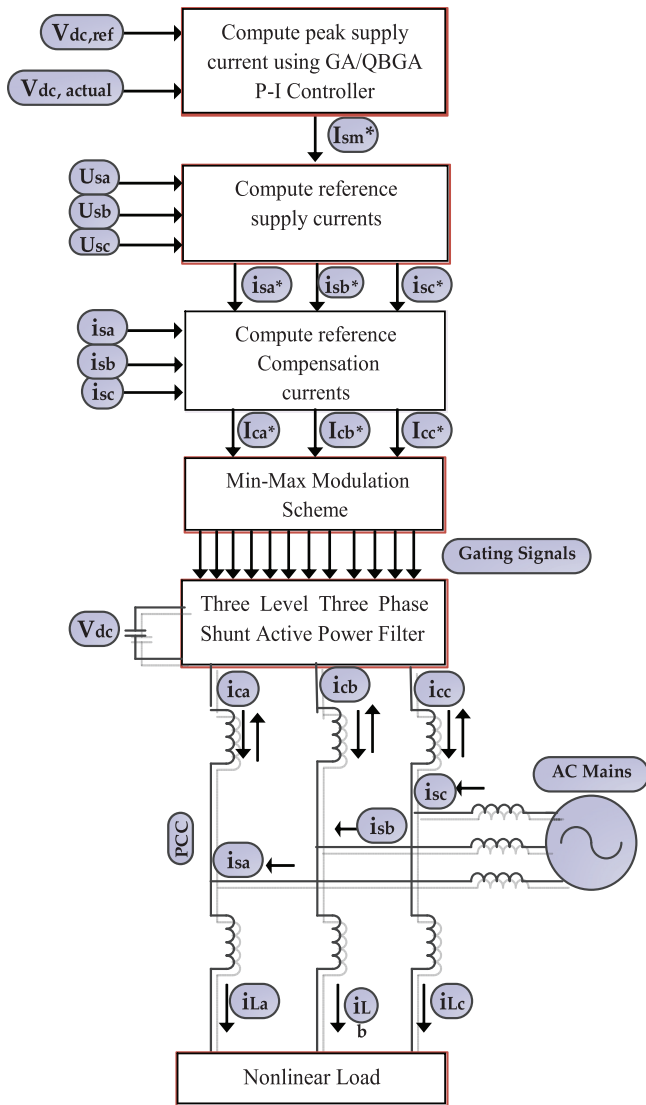 Vdc,ref
Compute peak supply
current using GA/QBGA
P-I Controller
Vdc, actual
Ism*
Usa
Usb
Usc
Compute reference
supply currents
isa*
isb*
isc*
isa
isb
isc
Compute reference
Compensation
currents
Ica*
Icb*
Icc*
Min-Max Modulation
Scheme
Gating Signals
Three Level Three Phase
Shunt Active Power Filter
Vdc
ica
icb
icc
AC Mains
isc
isb
PCC
isa
iLa
iL
b
iLc
Nonlinear Load